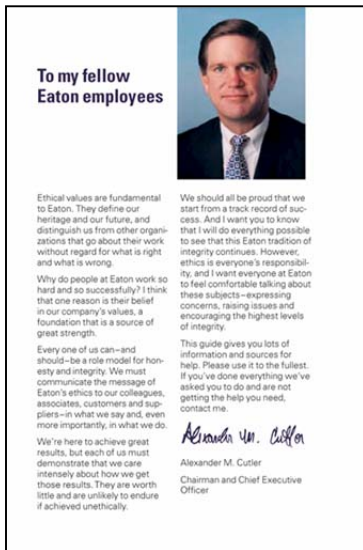 To my fellow
Eaton employees
Ethical values are fundamental
to Eaton. They define our
heritage and our future, and
distinguish us from other organi-
zations that go about their work
without regard for what is right
and what is wrong.
Why do people at Eaton work so
hard and so successfully? I think
that one reason is their belief
in our company's values, a
foundation that is a source of
great strength.
Every one of us can–and
should–be a role model for hon-
esty and integrity. We must
communicate the message of
Eaton's ethics to our colleagues,
associates, customers and sup-
pliers–in what we say and, even
more importantly, in what we do.
We're here to achieve great
results, but each of us must
demonstrate that we care
intensely about how we get
those results. They are worth
little and are unlikely to endure
if achieved unethically.
We should all be proud that we
start from a track record of suc-
cess. And I want you to know
that I will do everything possible
to see that this Eaton tradition of
integrity continues. However,
ethics is everyone's responsibil-
ity, and I want everyone at Eaton
to feel comfortable talking about
these subjects–expressing
concerns, raising issues and
encouraging the highest levels
of integrity.
This guide gives you lots of
information and sources for
help. Please use it to the fullest.
If you've done everything we've
asked you to do and are not
getting the help you need,
contact me.
Alexander M. Cutler
Alexander M. Cutler
Chairman and Chief Executive
Officer